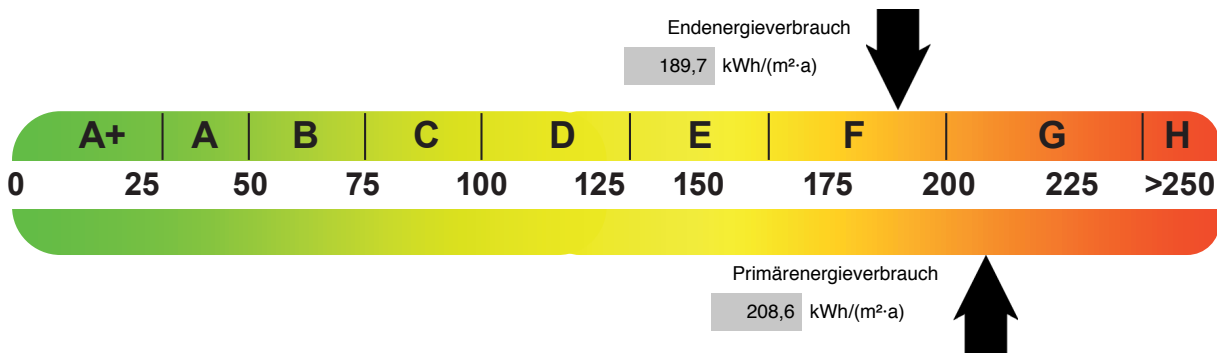 Endenergieverbrauch
189,7 kWh/(m²·a)
A+ A B C D E F G H
0 25 50 75 100 125 150 175 200 225 >250
Primärenergieverbrauch
208,6 kWh/(m²·a)